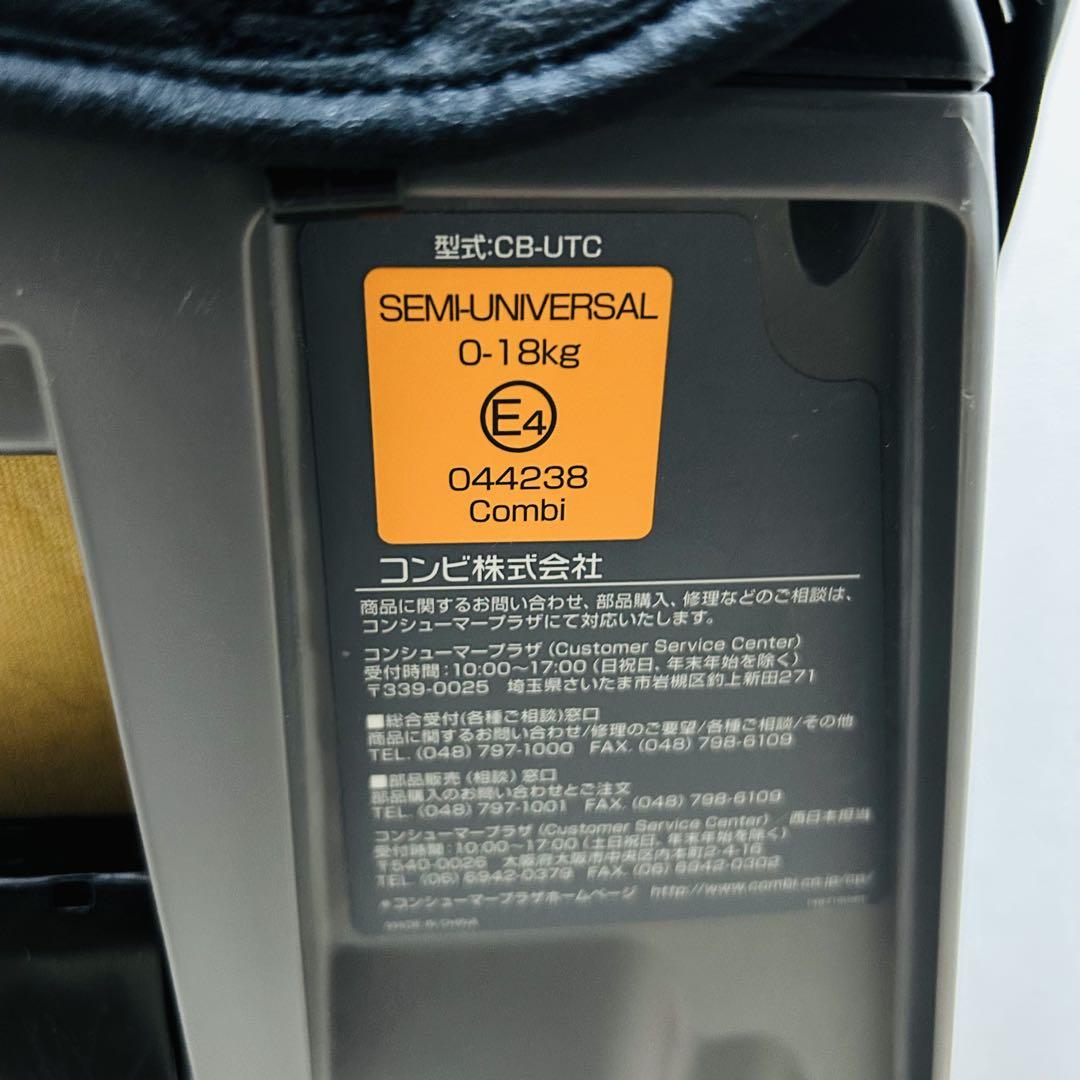 型式:CB-UTC
SEMI-UNIVERSAL
0-18kg
E4
044238
Combi
コンビ株式会社
商品に関するお問い合わせ、部品購入、修理などのご相談は、
コンシューマープラザにて対応いたします。
コンシューマープラザ (Customer Service Center)
受付時間:10:00〜17:00 (日祝日、年末年始を除く)
〒339-0025 埼玉県さいたま市岩槻区釣上新田271
■総合受付(各種ご相談)窓口
商品に関するお問い合わせ/修理のご要望/各種ご相談/その他
TEL. (048) 797-1000 FAX. (048) 798-6109
■部品販売 (相談) 窓口
部品購入のお問い合わせとご注文
TEL. (048) 797-1001 FAX. (048) 798-6109
コンシューマープラザ (Customer Service Center) / 西日本担当
受付時間:10:00〜17:00 (土日祝日、年末年始を除く)
〒540-0026 大阪府大阪市中央区内本町2-4-16
TEL. (06) 6942-0379 FAX. (06) 6942-0302
*コンシューマープラザホームページ http://www.combi.co.jp/cp/
MADE IN CHINA